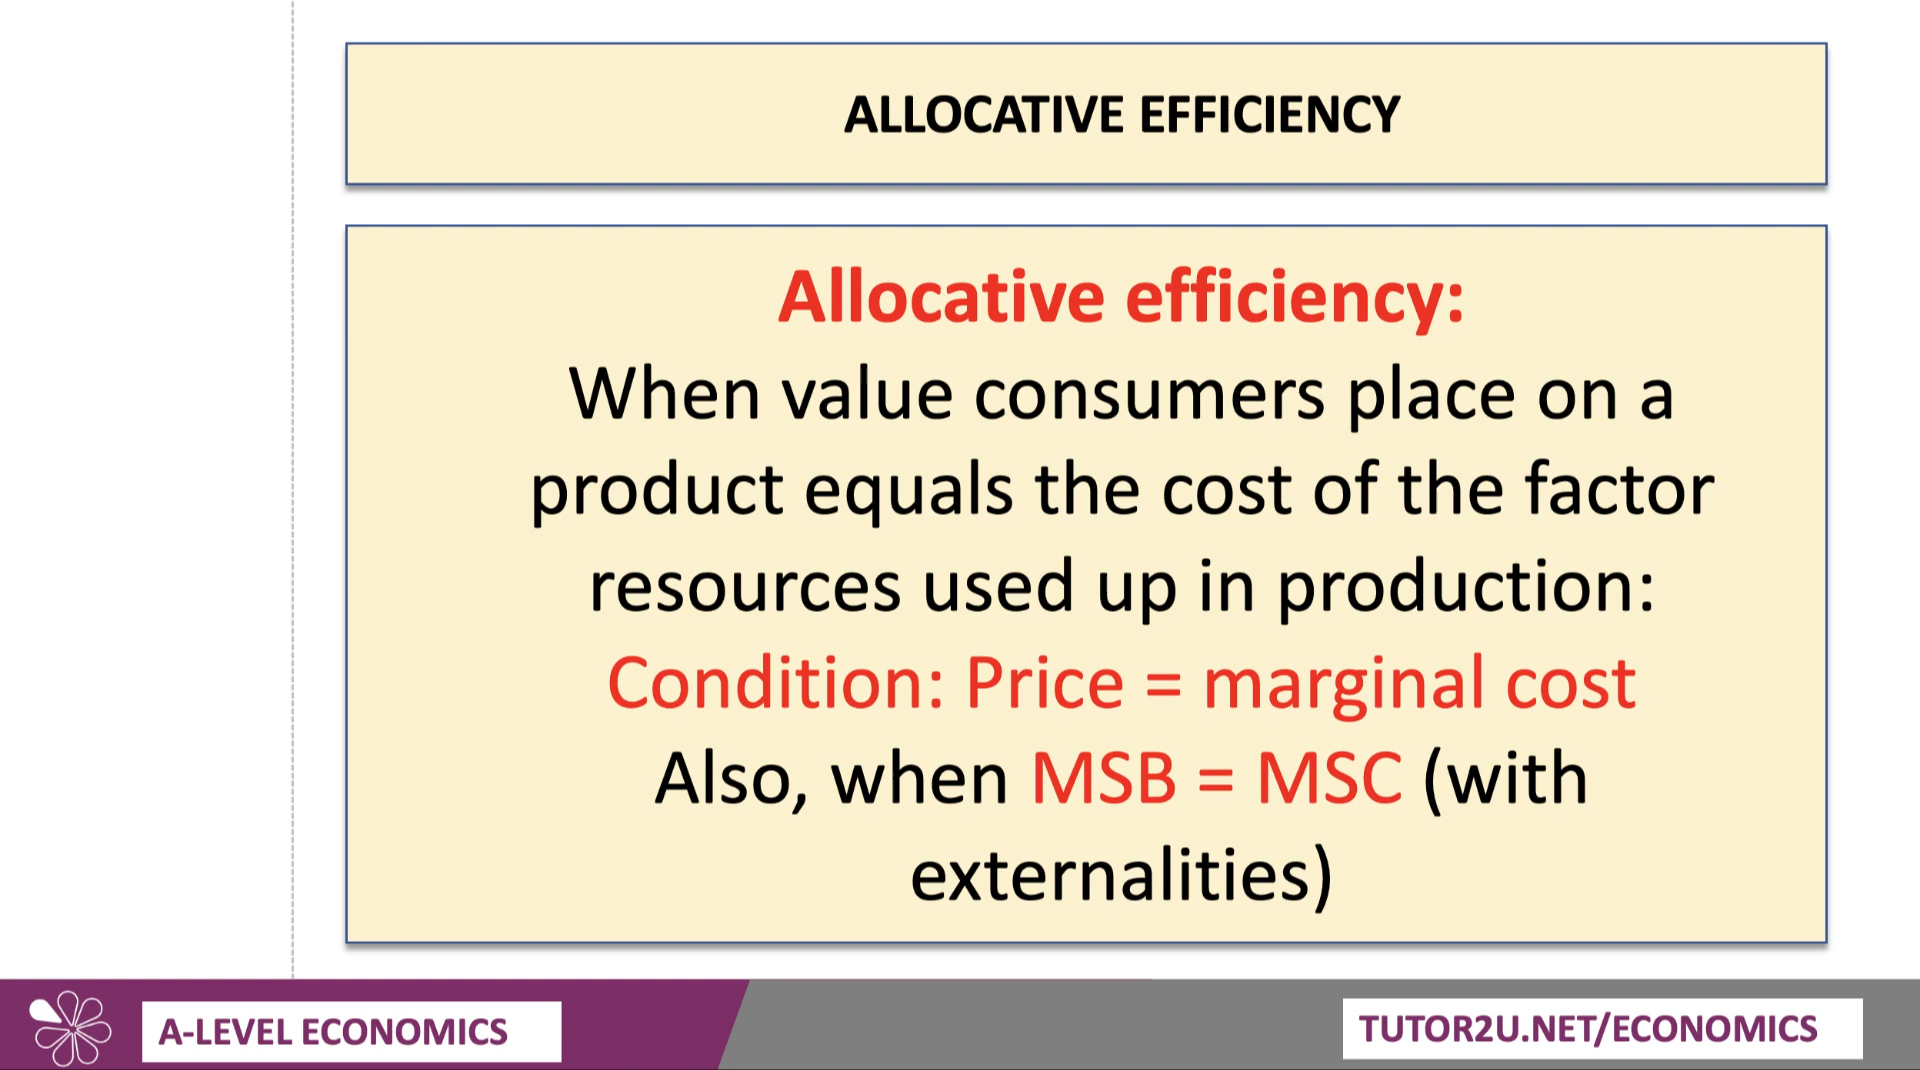 ALLOCATIVE EFFICIENCY
Allocative efficiency:
When value consumers place on a
product equals the cost of the factor
resources used up in production:
Condition: Price = marginal cost
Also, when MSB = MSC (with
externalities)
A-LEVEL ECONOMICS
TUTOR2U.NET/ECONOMICS